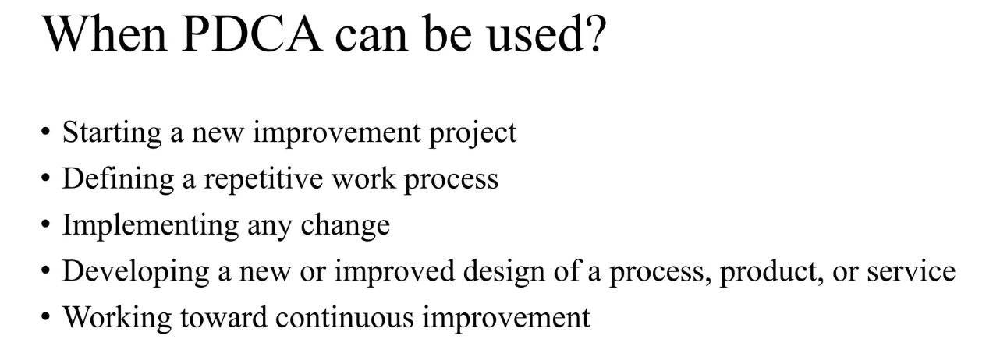 When PDCA can be used?
• Starting a new improvement project
• Defining a repetitive work process
• Implementing any change
• Developing a new or improved design of a process, product, or service
• Working toward continuous improvement